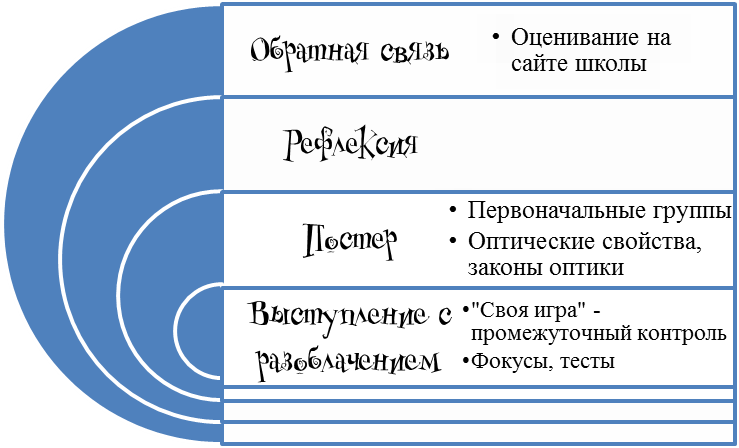 Обратная связь
• Оценивание на
сайте школы
Рефлексия
Постер
• Первоначальные группы
• Оптические свойства,
законы оптики
Выступление с
разоблачением
•"Своя игра" -
промежуточный контроль
•Фокусы, тесты